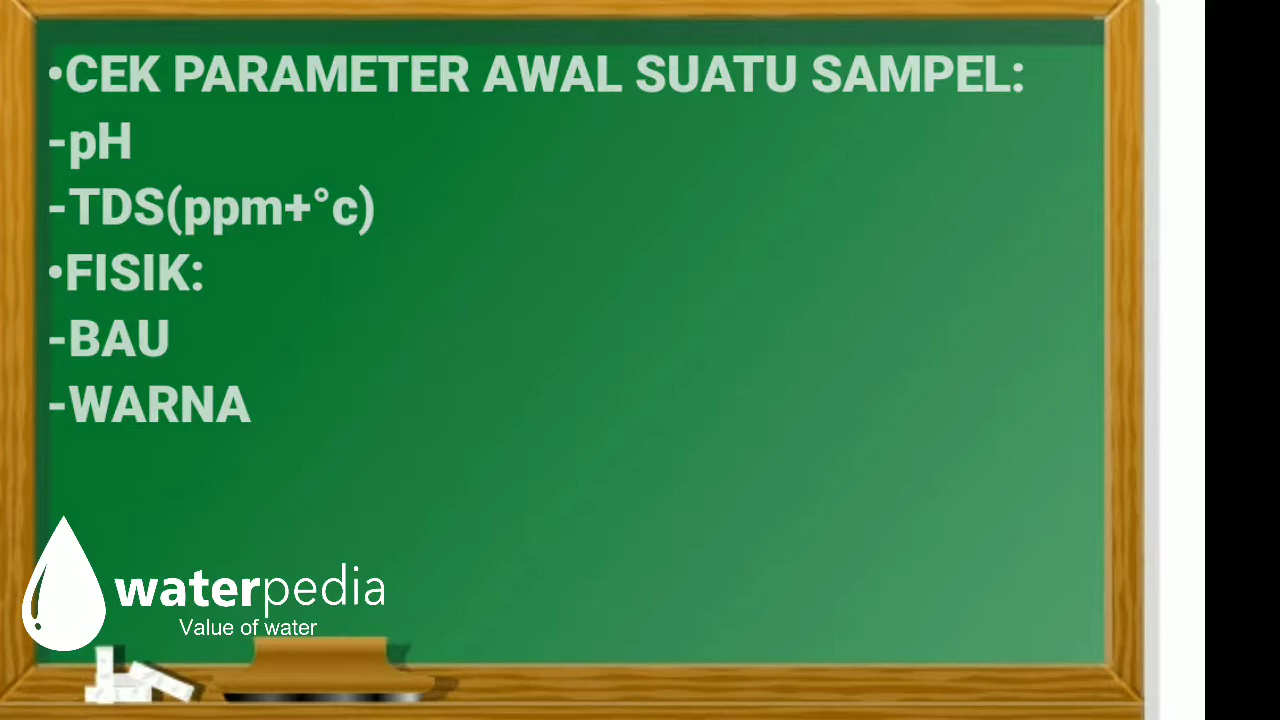 •CEK PARAMETER AWAL SUATU SAMPEL:
-pH
-TDS(ppm+°c)
•FISIK:
-BAU
-WARNA
waterpedia
Value of water